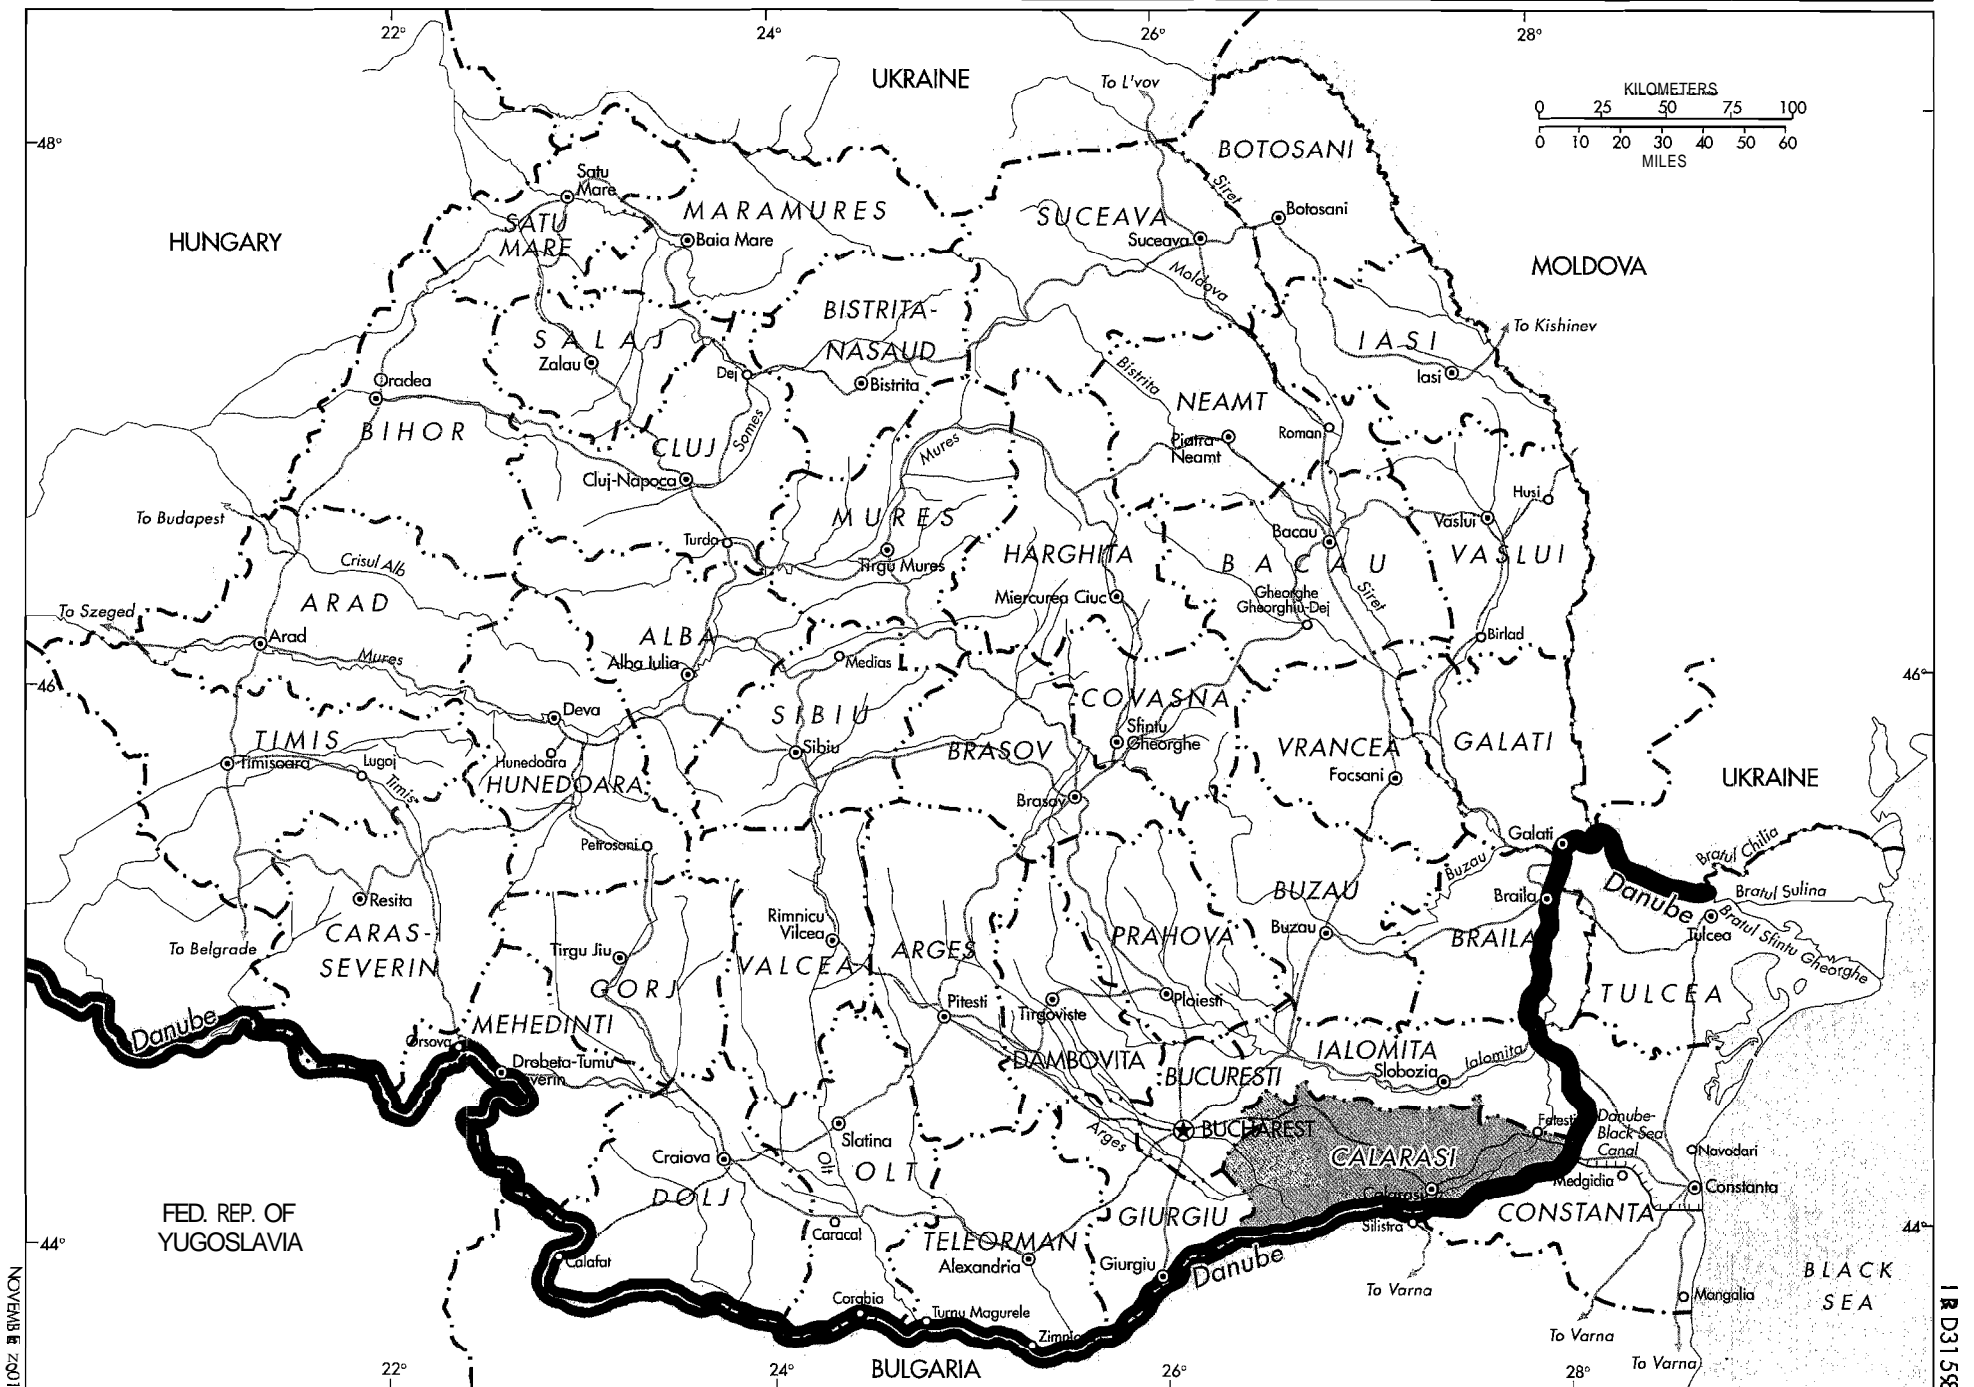 22°
24°
26°
28°
UKRAINE
To L'vov
KILOMETERS
0 25 50 75 100
0 10 20 30 40 50 60
MILES
48°
BOTOSANI
Satu
Mare
Siret
SATU
MARE
MARAMURES
SUCEAVA
Botosani
HUNGARY
Baia Mare
Suceava
MOLDOVA
Moldova
BISTRITA-
NASAUD
SALAJ
To Kishinev
IASI
Zalau
Dej
Bistrita
Bistrita
Iasi
Oradea
NEAMT
BIHOR
Somes
CLUJ
Mures
Roman
Piatra-
Neamt
Cluj-Napoca
Husi
To Budapest
MURES
Vaslui
Turda
Bacau
HARGHITA
BACAU
VASLUI
Crisul Alb
Tirgu Mures
ARAD
Miercurea Ciuc
Gheorghe
Gheorghiu-Dej
Siret
To Szeged
Arad
ALBA
Birlad
Mures
Alba Iulia
Medias
46°
46°
COVASNA
Deva
SIBIU
Sfintu
Gheorghe
TIMIS
Sibiu
BRASOV
VRANCEA
GALATI
Timisoara
Lugoj
Hunedoara
HUNEDOARA
Timis
Focsani
UKRAINE
Brasov
Petrosani
Galati
Bratul Chilia
Buzau
Danube
Bratul Sulina
Resita
BUZAU
Braila
Rimnicu
Vilcea
Bratul Sfintu Gheorghe
Tulcea
CARAS-
SEVERIN
To Belgrade
Tirgu Jiu
ARGES
PRAHOVA
Buzau
BRAILA
VALCEA
GORJ
TULCEA
Pitesti
Tirgoviste
Ploiesti
Danube
MEHEDINTI
Orsova
Drobeta-Turnu
DAMBOVITA
IALOMITA
Ialomita
Slobozia
BUCURESTI
Arges
BUCHAREST
Fetesti
Danube-
Black Sea
Canal
Slatina
Olt
OLT
CALARASI
Navodari
Craiova
Medgidia
Constanta
DOLJ
Calarasi
CONSTANTA
FED. REP. OF
YUGOSLAVIA
Silistra
GIURGIU
Caracal
TELEORMAN
44°
44°
Calafat
Alexandria
Giurgiu
Danube
To Varna
BLACK
SEA
Mangalia
Corabia
Turnu Magurele
To Varna
To Varna
BULGARIA
22°
24°
26°
28°